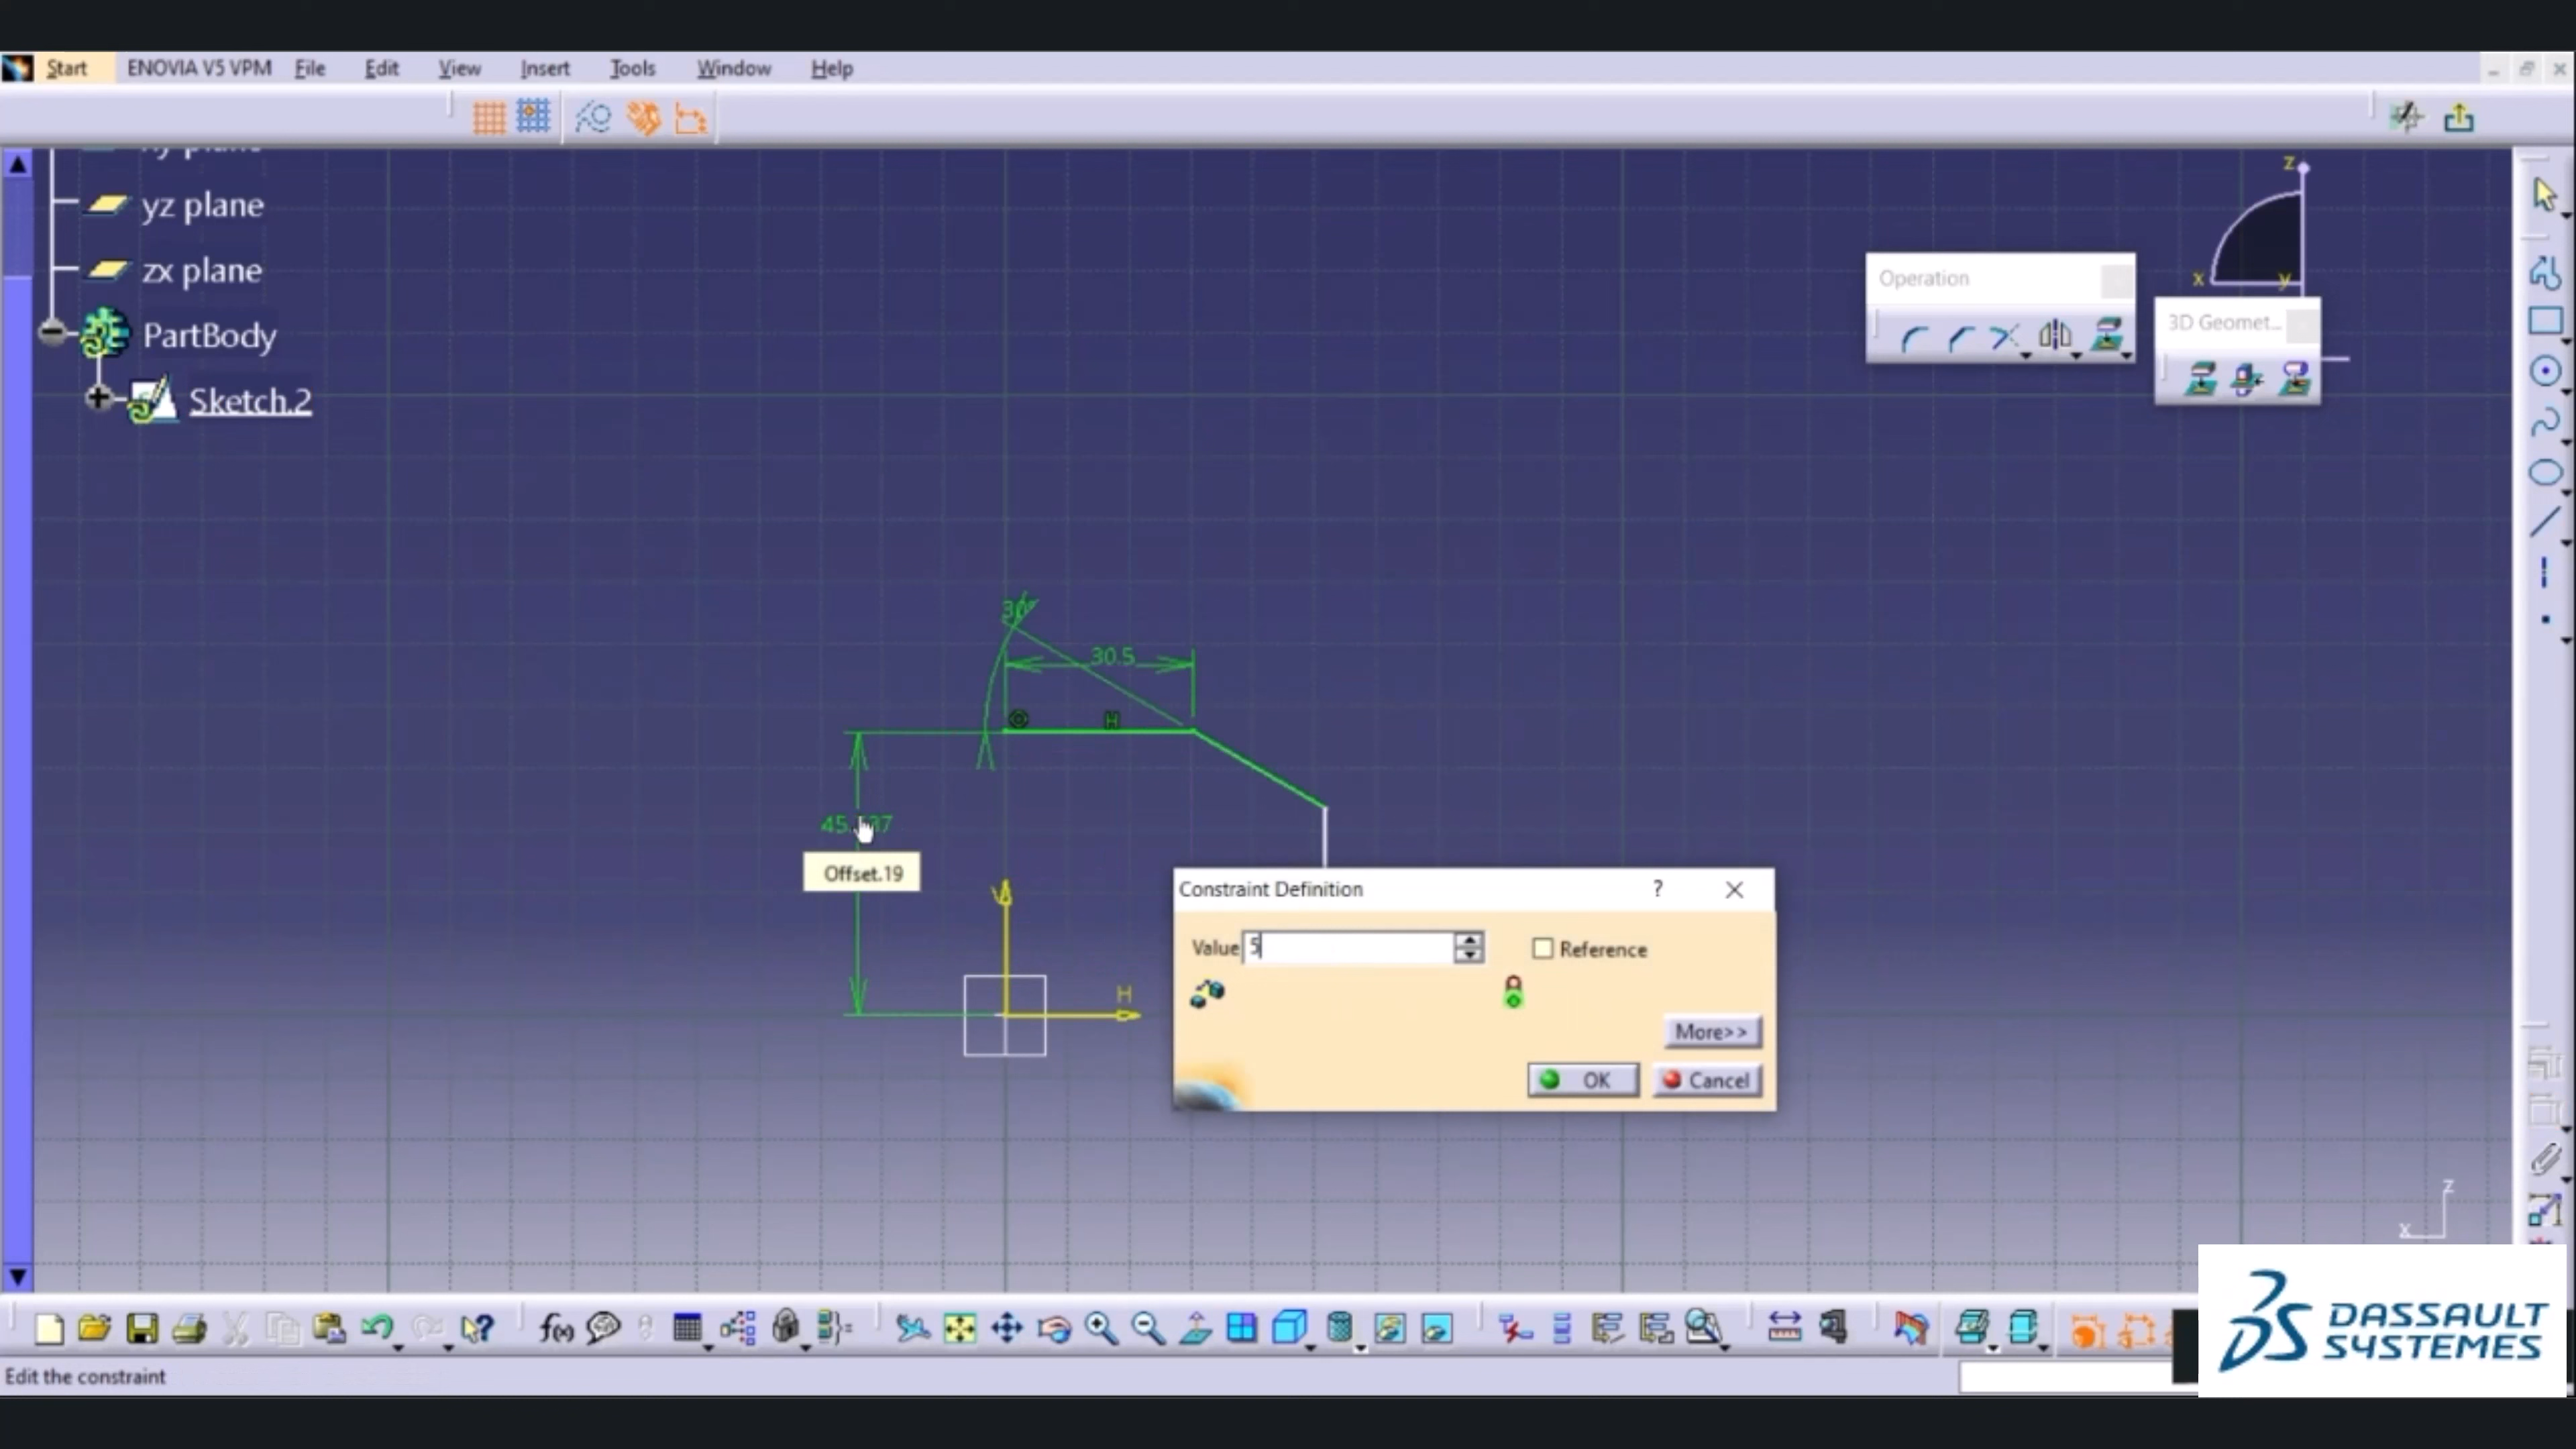 Start ENOVIA V5 VPM File Edit View Insert Tools Window Help
yz plane
zx plane
PartBody
Sketch.2
z
x y
Operation
3D Geomet...
30.5
H
Offset.19
H
Constraint Definition ?
Value 5 Reference
More>>
OK Cancel
z
x
f(x)
Edit the constraint
DASSAULT
SYSTEMES